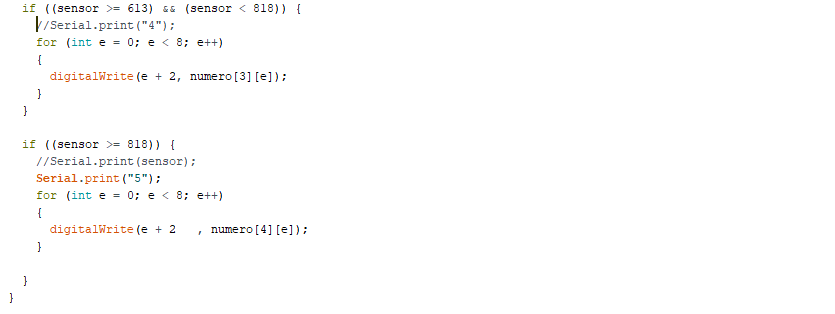 if ((sensor >= 613) && (sensor < 818)) {
//Serial.print("4");
for (int e = 0; e < 8; e++)
{
digitalWrite(e + 2, numero[3][e]);
}
}
if ((sensor >= 818)) {
//Serial.print(sensor);
Serial.print("5");
for (int e = 0; e < 8; e++)
{
digitalWrite(e + 2   , numero[4][e]);
}
}
}